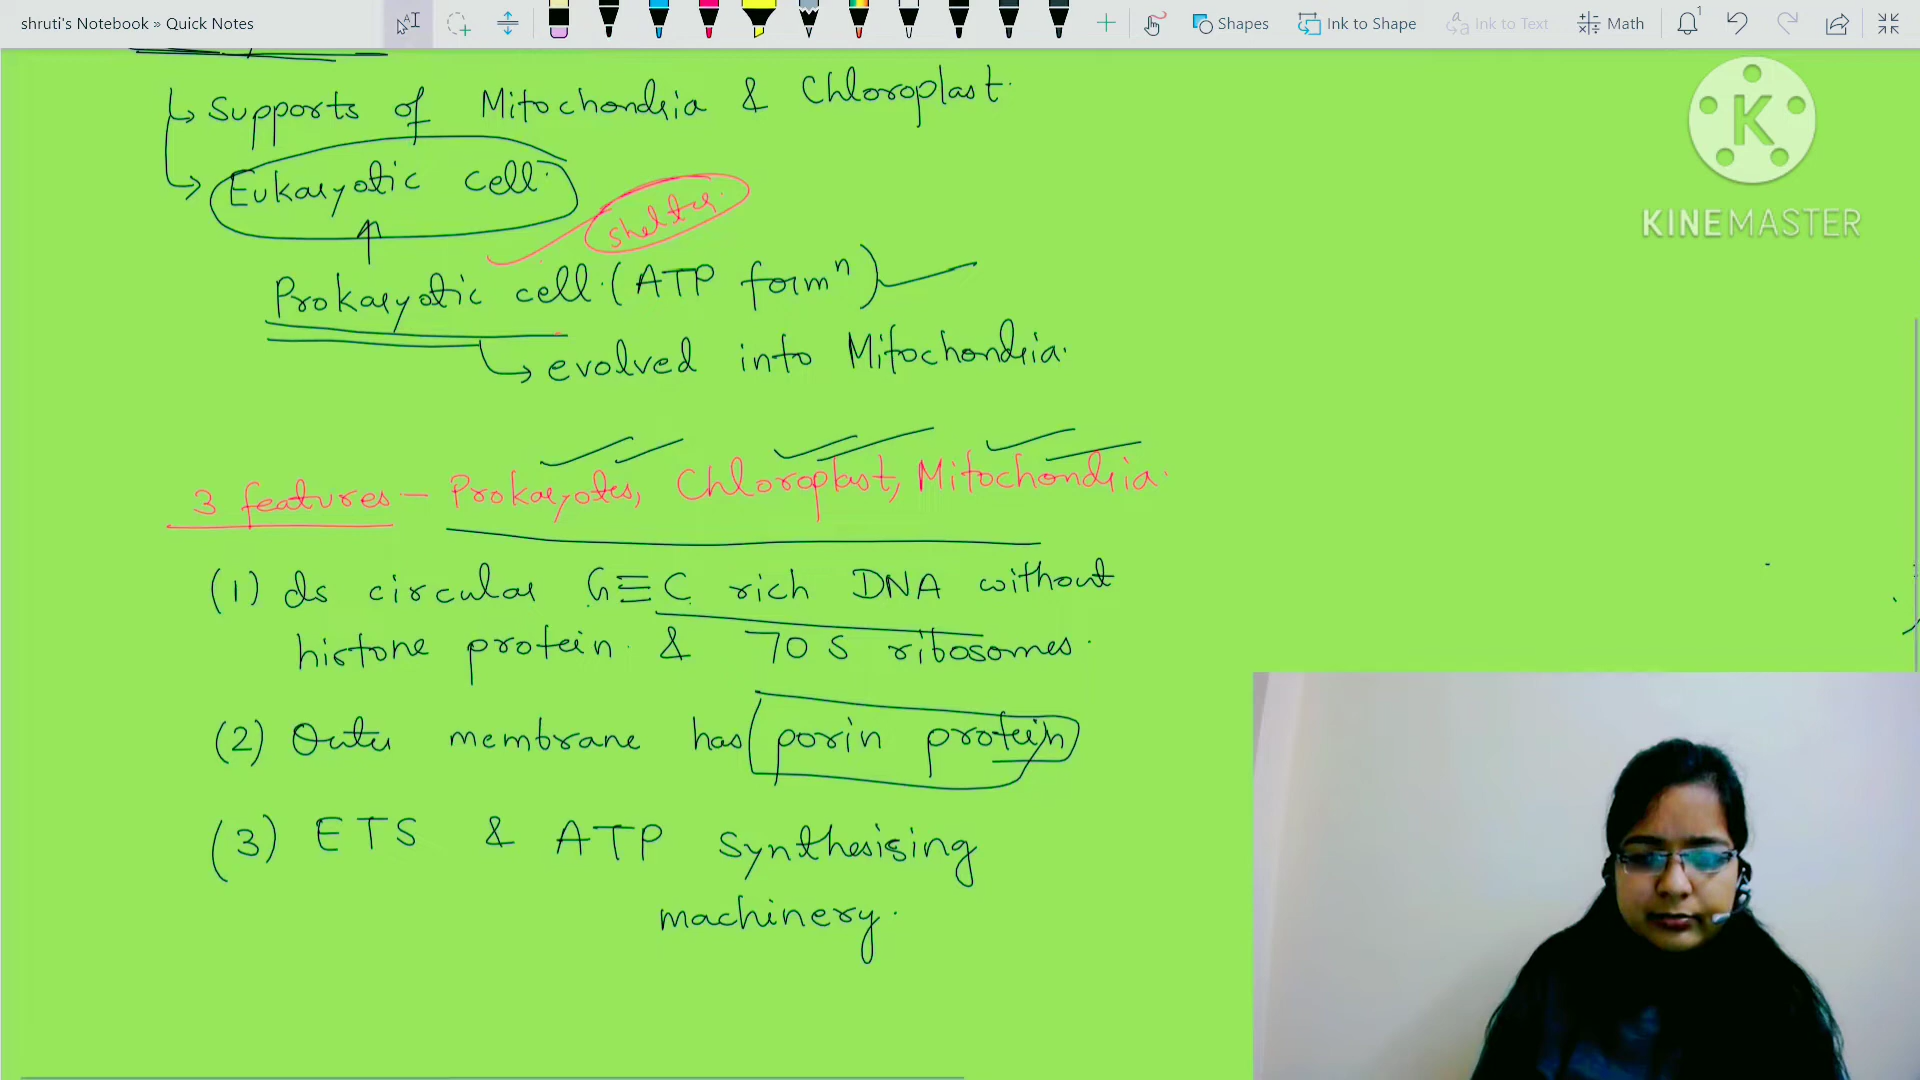 shruti's Notebook » Quick Notes
Shapes
Ink to Shape
Ink to Text
Math
1
Supports of Mitochondria & Chloroplast.
K
KINEMASTER
Eukaryotic cell.
shelter.
Prokaryotic cell. (ATP formⁿ)
evolved into Mitochondria.
3 features - Prokaryotes, Chloroplast, Mitochondria.
(1) ds circular G≡C rich DNA without
histone protein. & 70 S ribosomes.
(2) Outer membrane has porin protein
(3) ETS & ATP synthesising
machinery.